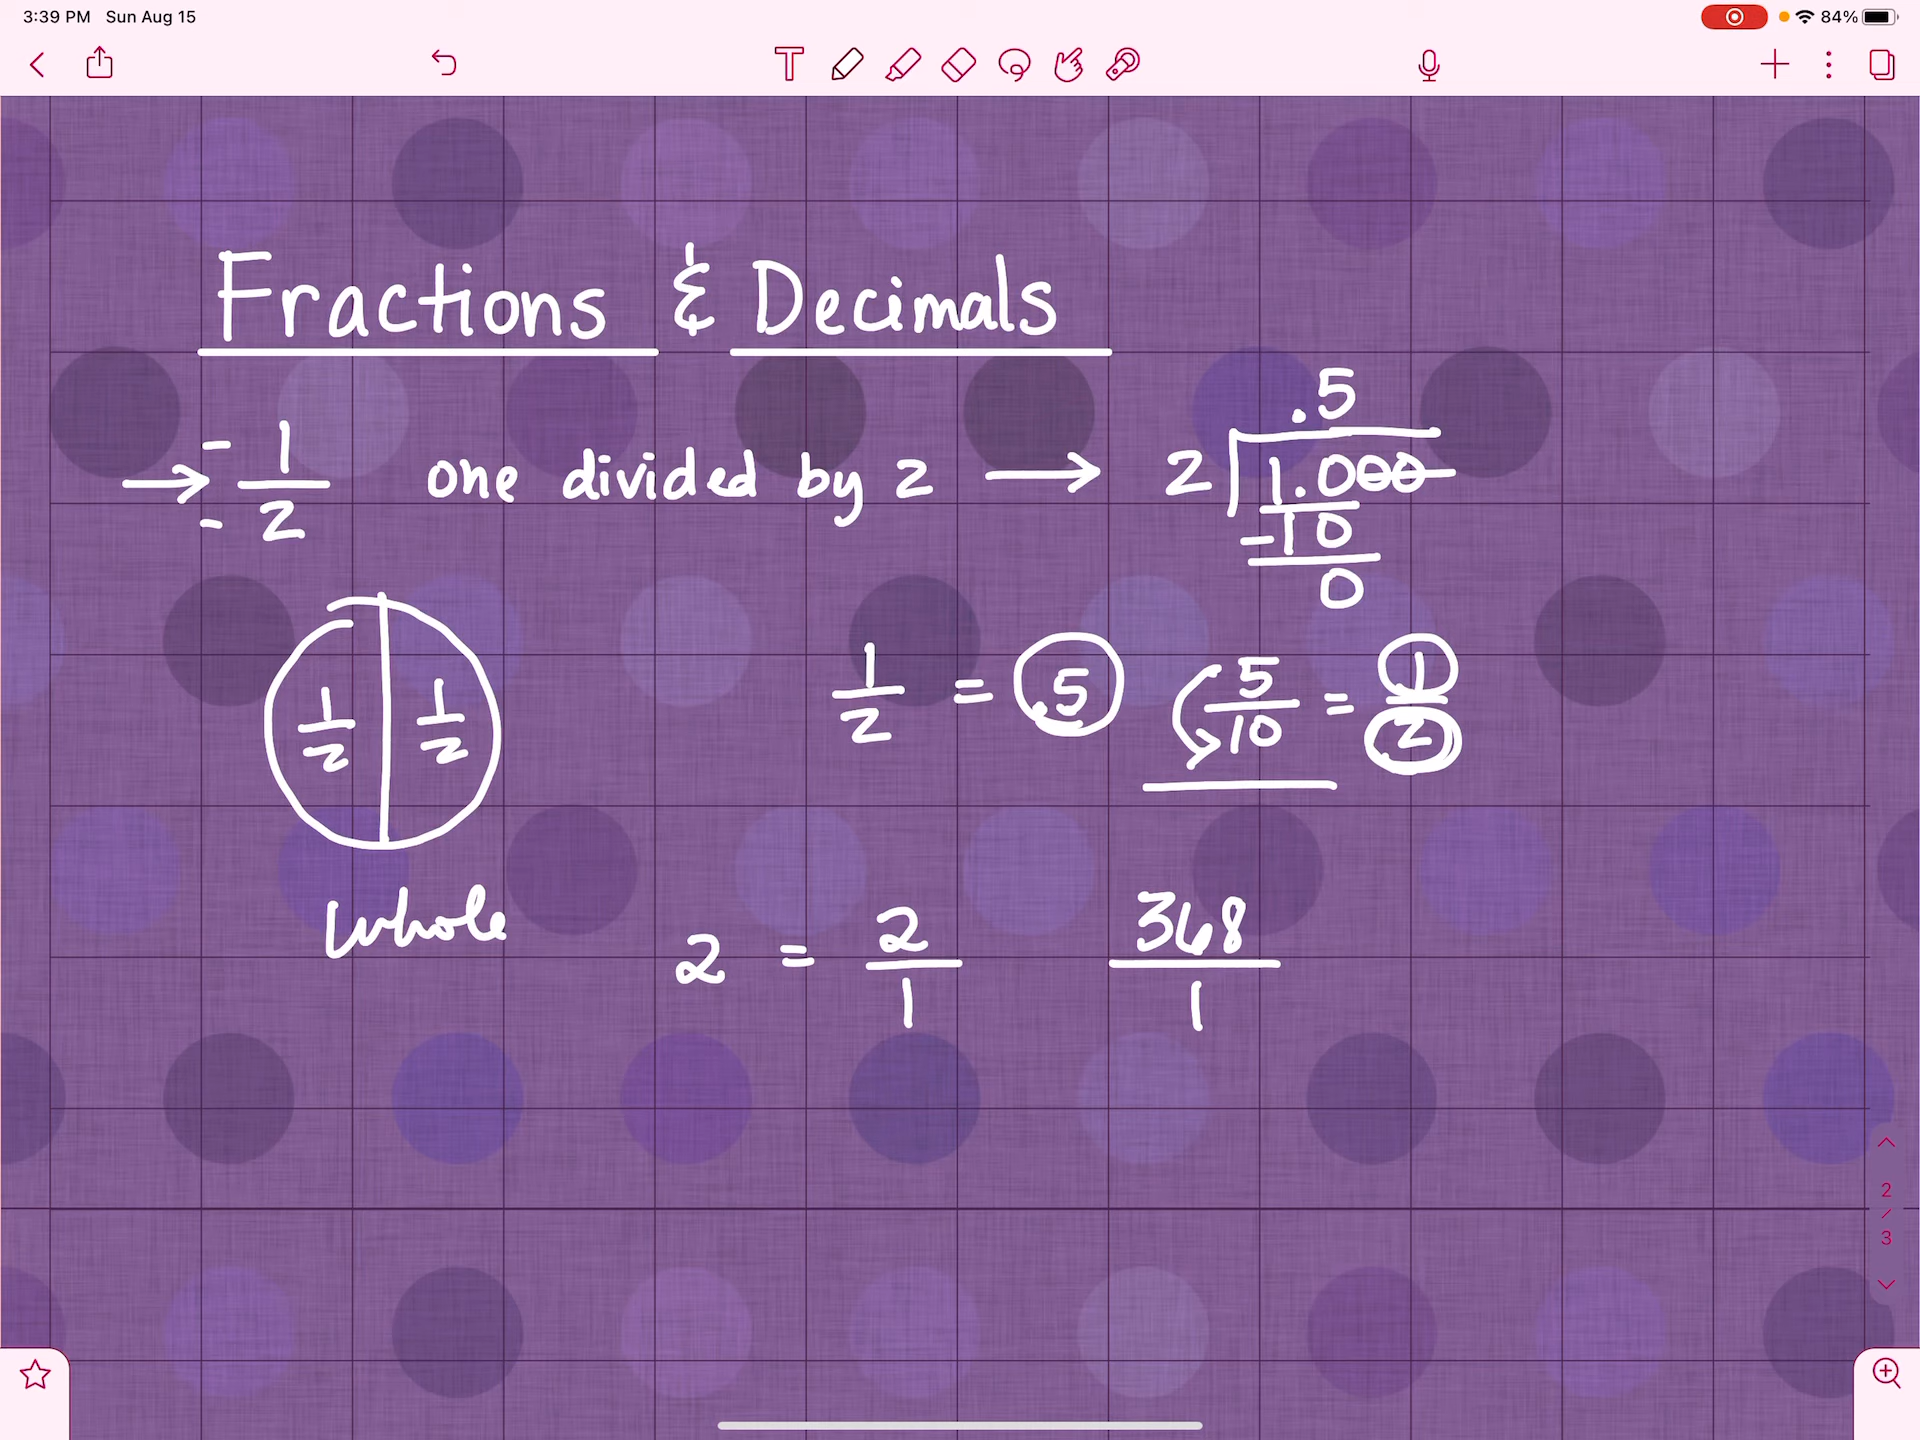 3:39 PM Sun Aug 15
84%
T
Fractions & Decimals
.5
→ - 1/- 2 one divided by 2 → 2 1.000
-10
0
1/2 1/2
1/2 = .5 5/10 = 1/2
Whole
2 = 2/1 368/1
2
/
3